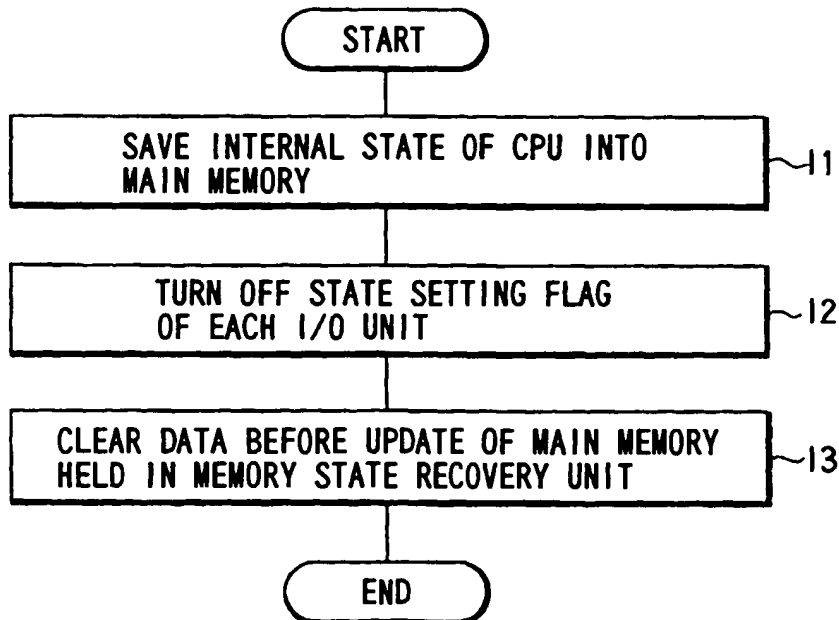 START
SAVE INTERNAL STATE OF CPU INTO
MAIN MEMORY
11
TURN OFF STATE SETTING FLAG
OF EACH I/O UNIT
12
CLEAR DATA BEFORE UPDATE OF MAIN MEMORY
HELD IN MEMORY STATE RECOVERY UNIT
13
END